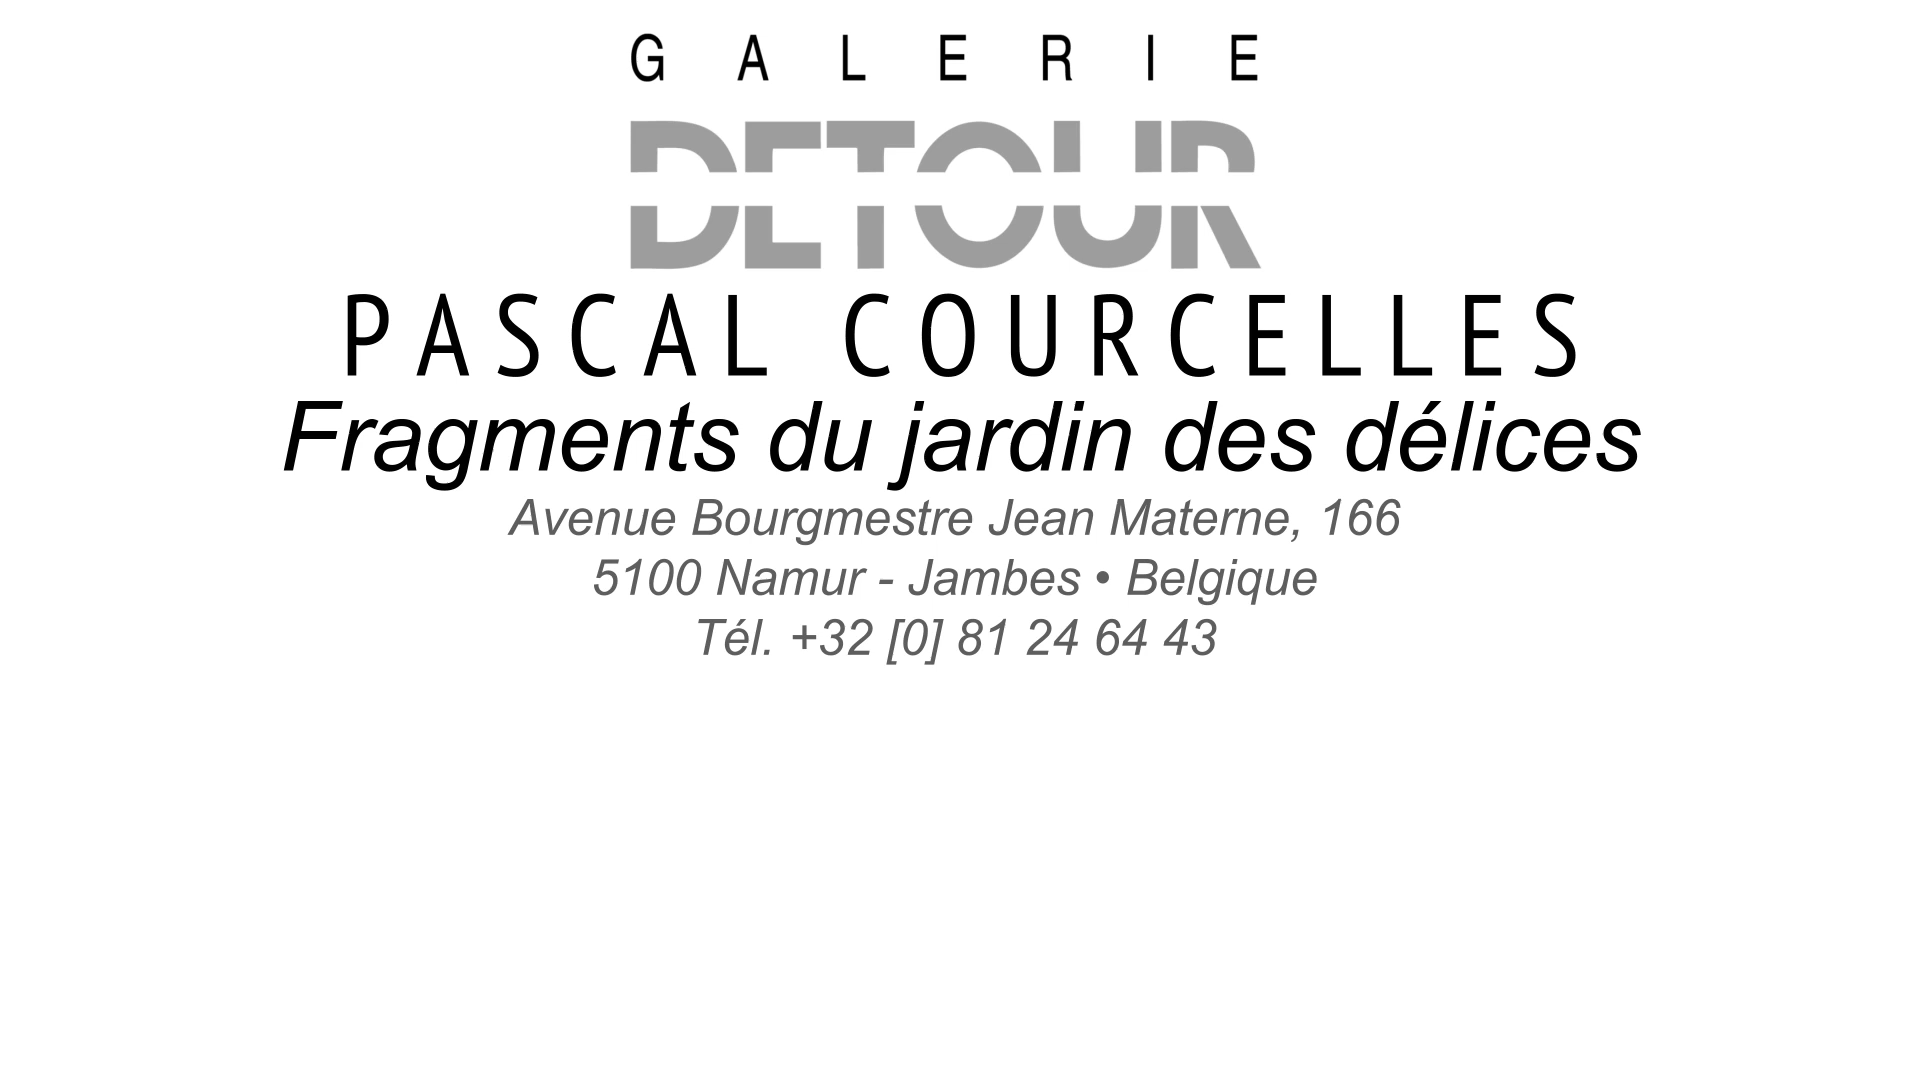 GALERIE
DETOUR
PASCAL COURCELLES
Fragments du jardin des délices
Avenue Bourgmestre Jean Materne, 166
5100 Namur - Jambes • Belgique
Tél. +32 [0] 81 24 64 43